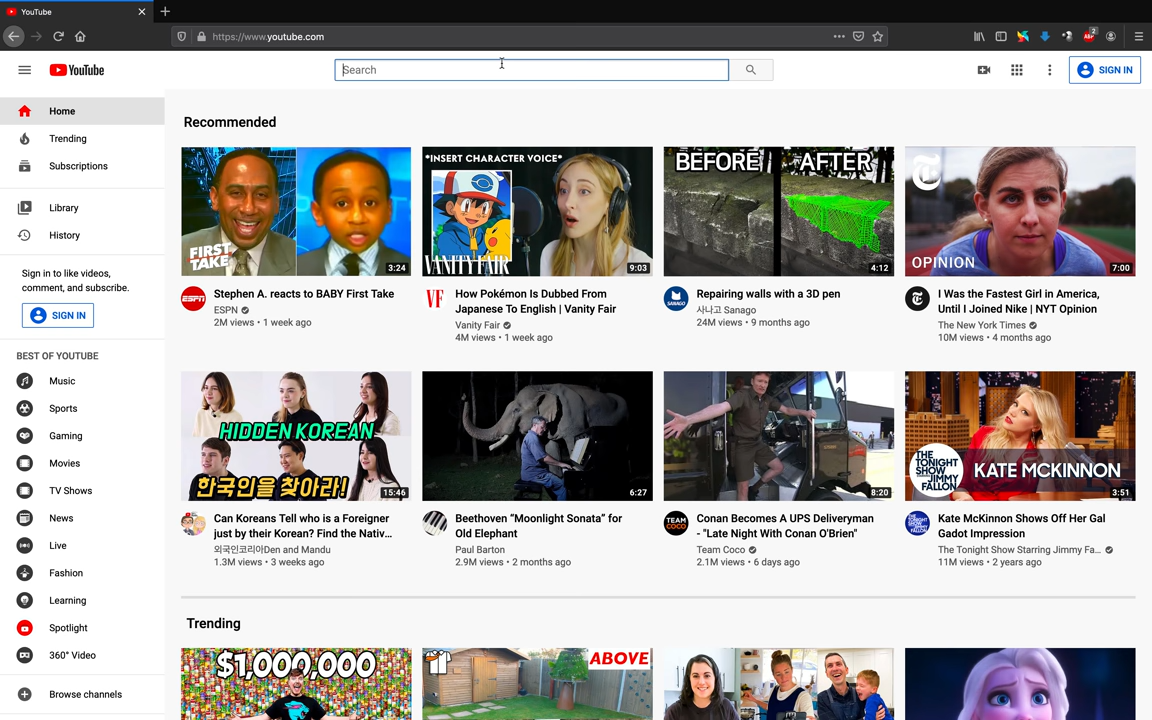 YouTube
https://www.youtube.com
2
YouTube
Search
SIGN IN
Home
Trending
Subscriptions
Library
History
Sign in to like videos,
comment, and subscribe.
SIGN IN
BEST OF YOUTUBE
Music
Sports
Gaming
Movies
TV Shows
News
Live
Fashion
Learning
Spotlight
360° Video
Browse channels
Recommended
FIRST
TAKE
3:24
Stephen A. reacts to BABY First Take
ESPN
2M views • 1 week ago
*INSERT CHARACTER VOICE*
VANITY FAIR
9:03
VF
How Pokémon Is Dubbed From
Japanese To English | Vanity Fair
Vanity Fair
4M views • 1 week ago
BEFORE AFTER
4:12
SANAGO
Repairing walls with a 3D pen
사나고 Sanago
24M views • 9 months ago
OPINION
7:00
I Was the Fastest Girl in America,
Until I Joined Nike | NYT Opinion
The New York Times
10M views • 4 months ago
HIDDEN KOREAN
한국인을 찾아라!
15:46
Can Koreans Tell who is a Foreigner
just by their Korean? Find the Nativ...
외국인코리아Den and Mandu
1.3M views • 3 weeks ago
6:27
Beethoven “Moonlight Sonata” for
Old Elephant
Paul Barton
2.9M views • 2 months ago
8:20
TEAM
COCO
Conan Becomes A UPS Deliveryman
- "Late Night With Conan O'Brien"
Team Coco
2.1M views • 6 days ago
THE
TONIGHT
SHOW
JIMMY
FALLON
KATE MCKINNON
3:51
Kate McKinnon Shows Off Her Gal
Gadot Impression
The Tonight Show Starring Jimmy Fa...
11M views • 2 years ago
Trending
$1,000,000
ABOVE